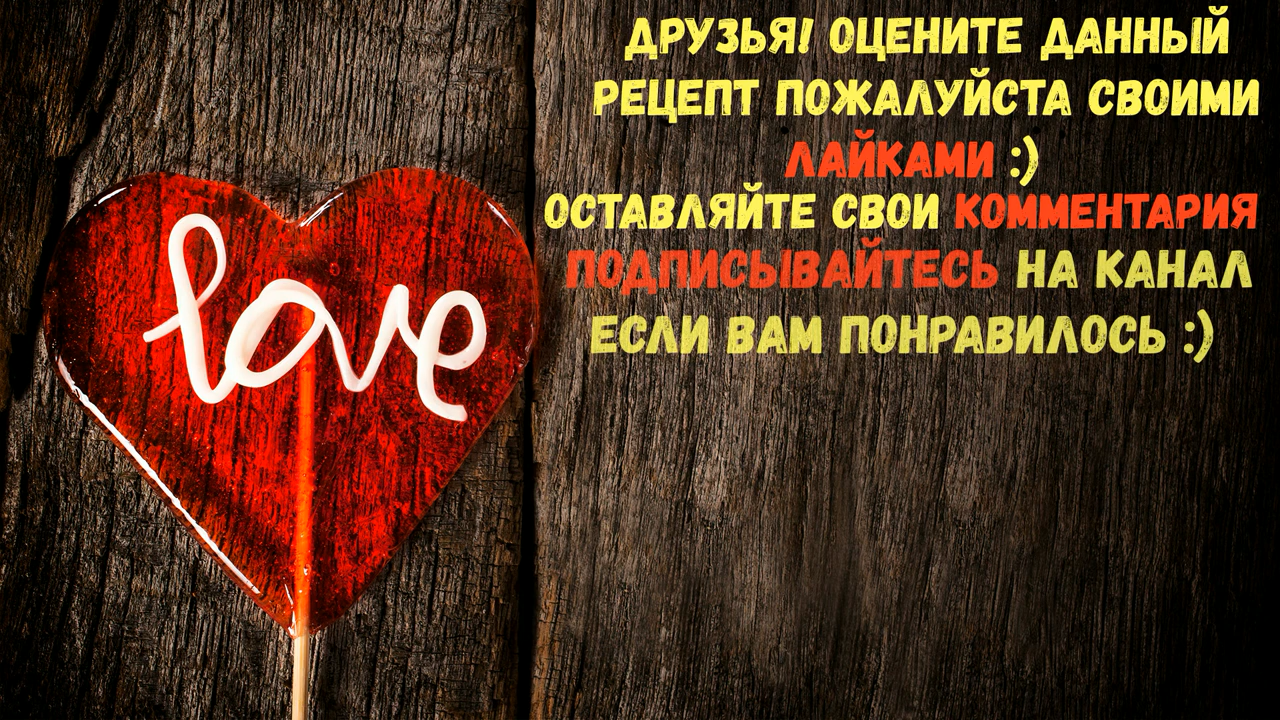 ДРУЗЬЯ! ОЦЕНИТЕ ДАННЫЙ
РЕЦЕПТ ПОЖАЛУЙСТА СВОИМИ
ЛАЙКАМИ :)
ОСТАВЛЯЙТЕ СВОИ КОММЕНТАРИЯ
ПОДПИСЫВАЙТЕСЬ НА КАНАЛ
ЕСЛИ ВАМ ПОНРАВИЛОСЬ :)
love